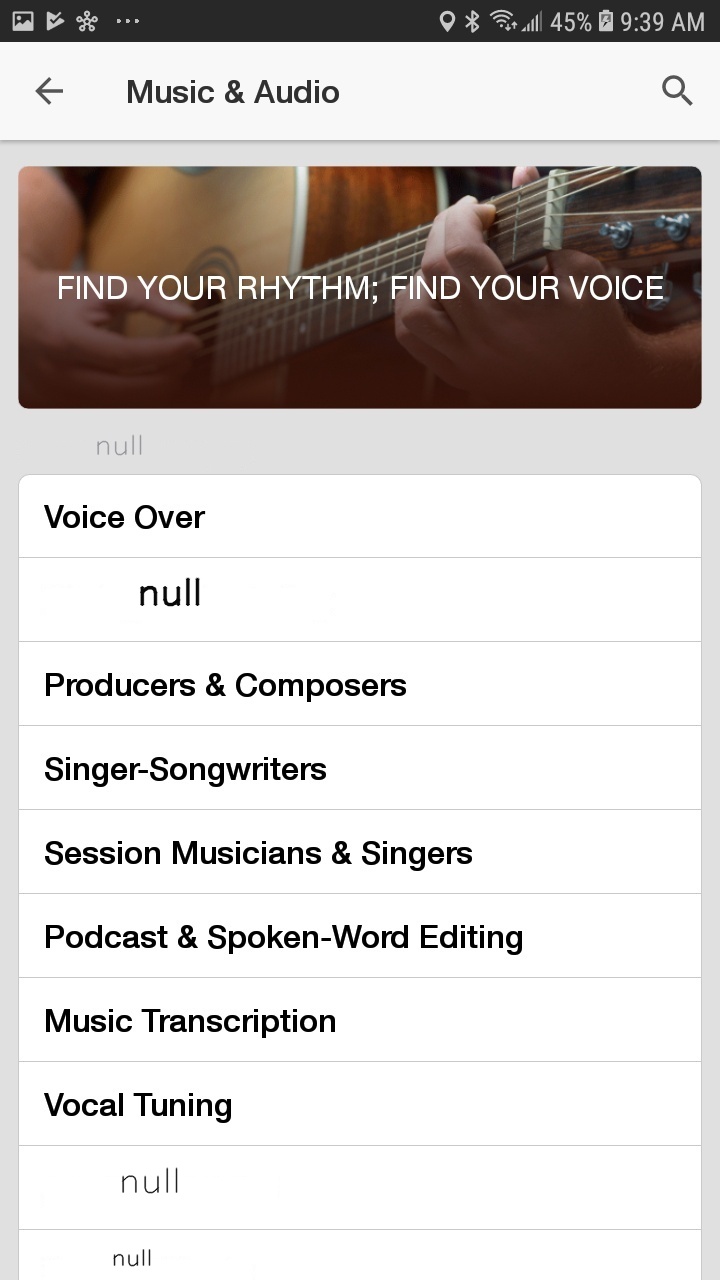 45% 9:39 AM
Music & Audio
FIND YOUR RHYTHM; FIND YOUR VOICE
null
Voice Over
null
Producers & Composers
Singer-Songwriters
Session Musicians & Singers
Podcast & Spoken-Word Editing
Music Transcription
Vocal Tuning
null
null